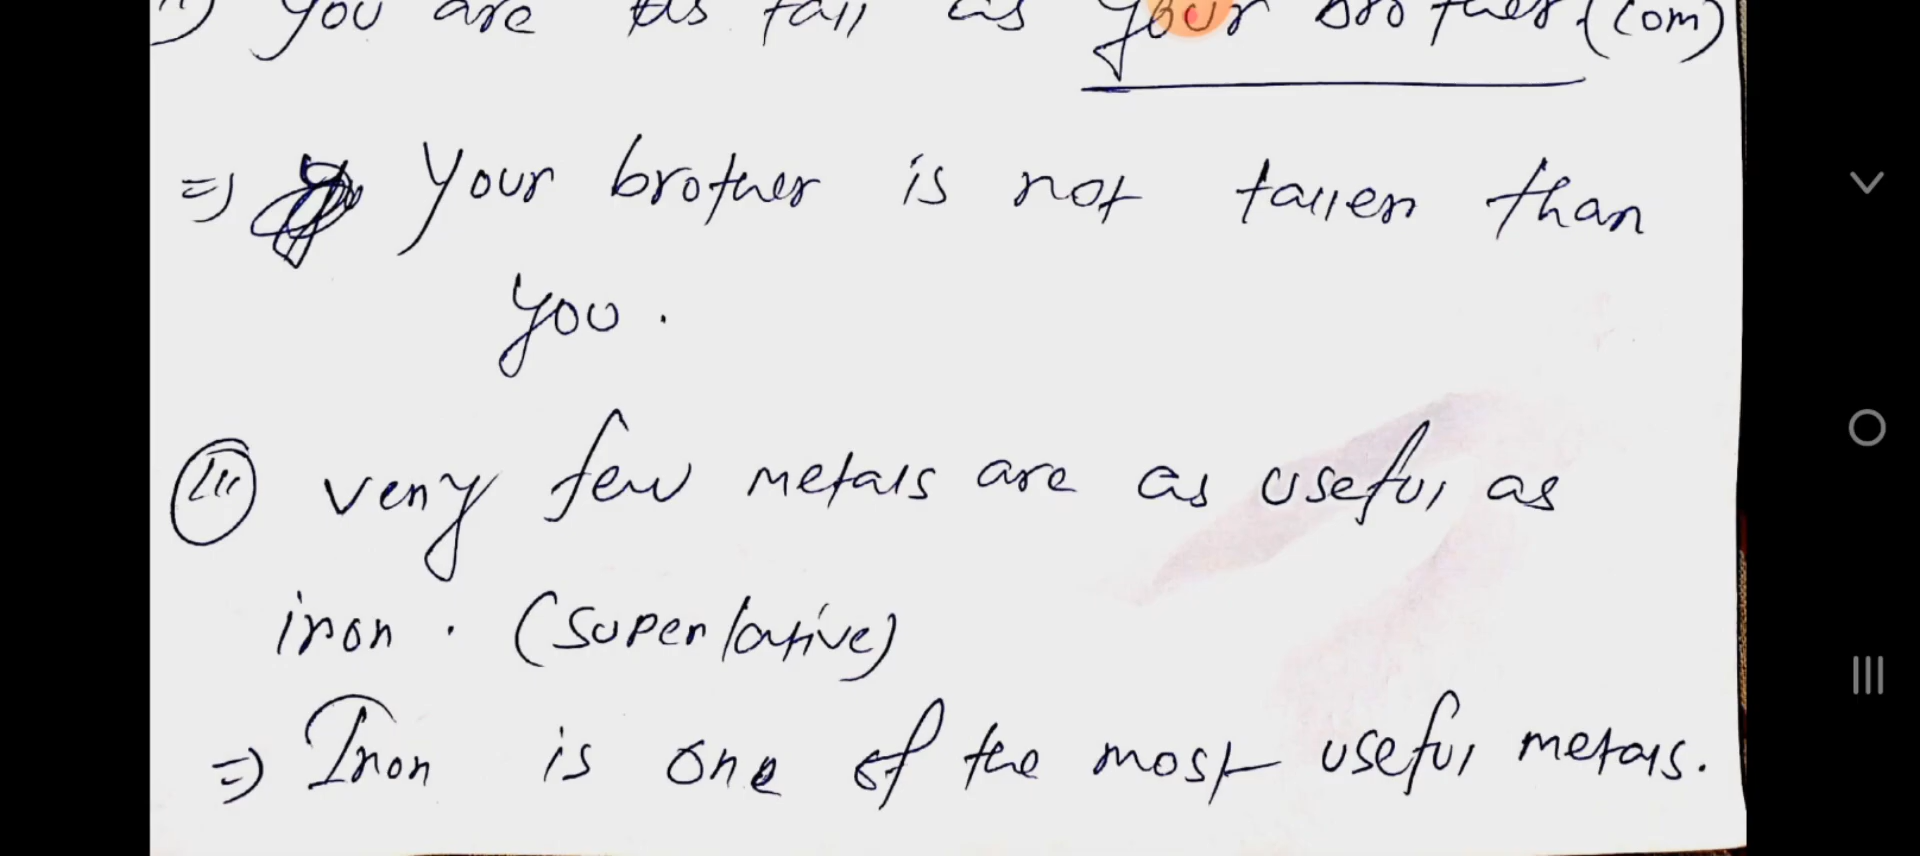 you are as tall as your brother. (com)
=) Your brother is not taller than
you.
(iii) very few metals are as useful as
iron. (superlative)
=) Iron is one of the most useful metals.